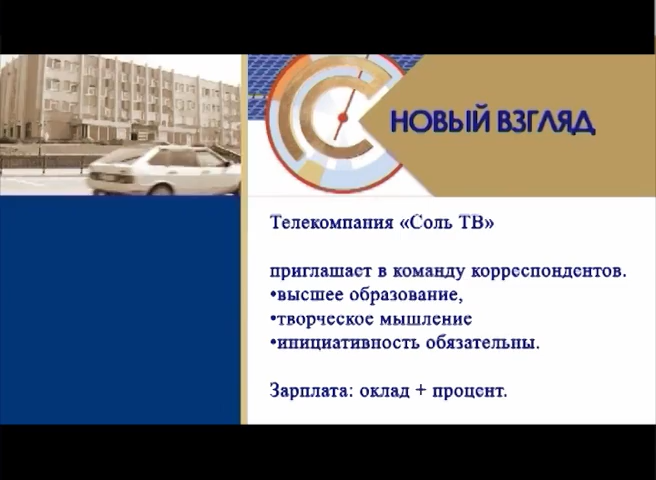 НОВЫЙ ВЗГЛЯД
Телекомпания «Соль ТВ»
приглашает в команду корреспондентов.
•высшее образование,
•творческое мышление
•инициативность обязательны.
Зарплата: оклад + процент.